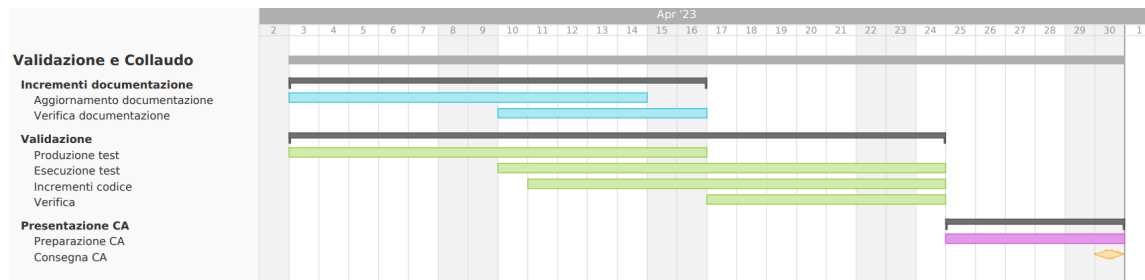 Apr '23
2 3 4 5 6 7 8 9 10 11 12 13 14 15 16 17 18 19 20 21 22 23 24 25 26 27 28 29 30 1
Validazione e Collaudo
Incrementi documentazione
Aggiornamento documentazione
Verifica documentazione
Validazione
Produzione test
Esecuzione test
Incrementi codice
Verifica
Presentazione CA
Preparazione CA
Consegna CA